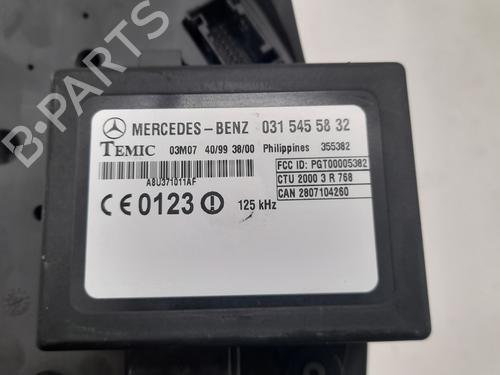 MERCEDES-BENZ 031 545 58 32
TEMIC 03M07 40/99 38/00 Philippines 355382
A8U371011AF
FCC ID: PGT00005382
CTU 2000 3 R 768
CAN 2807104260
CE 0123 125 kHz
B-PARTS